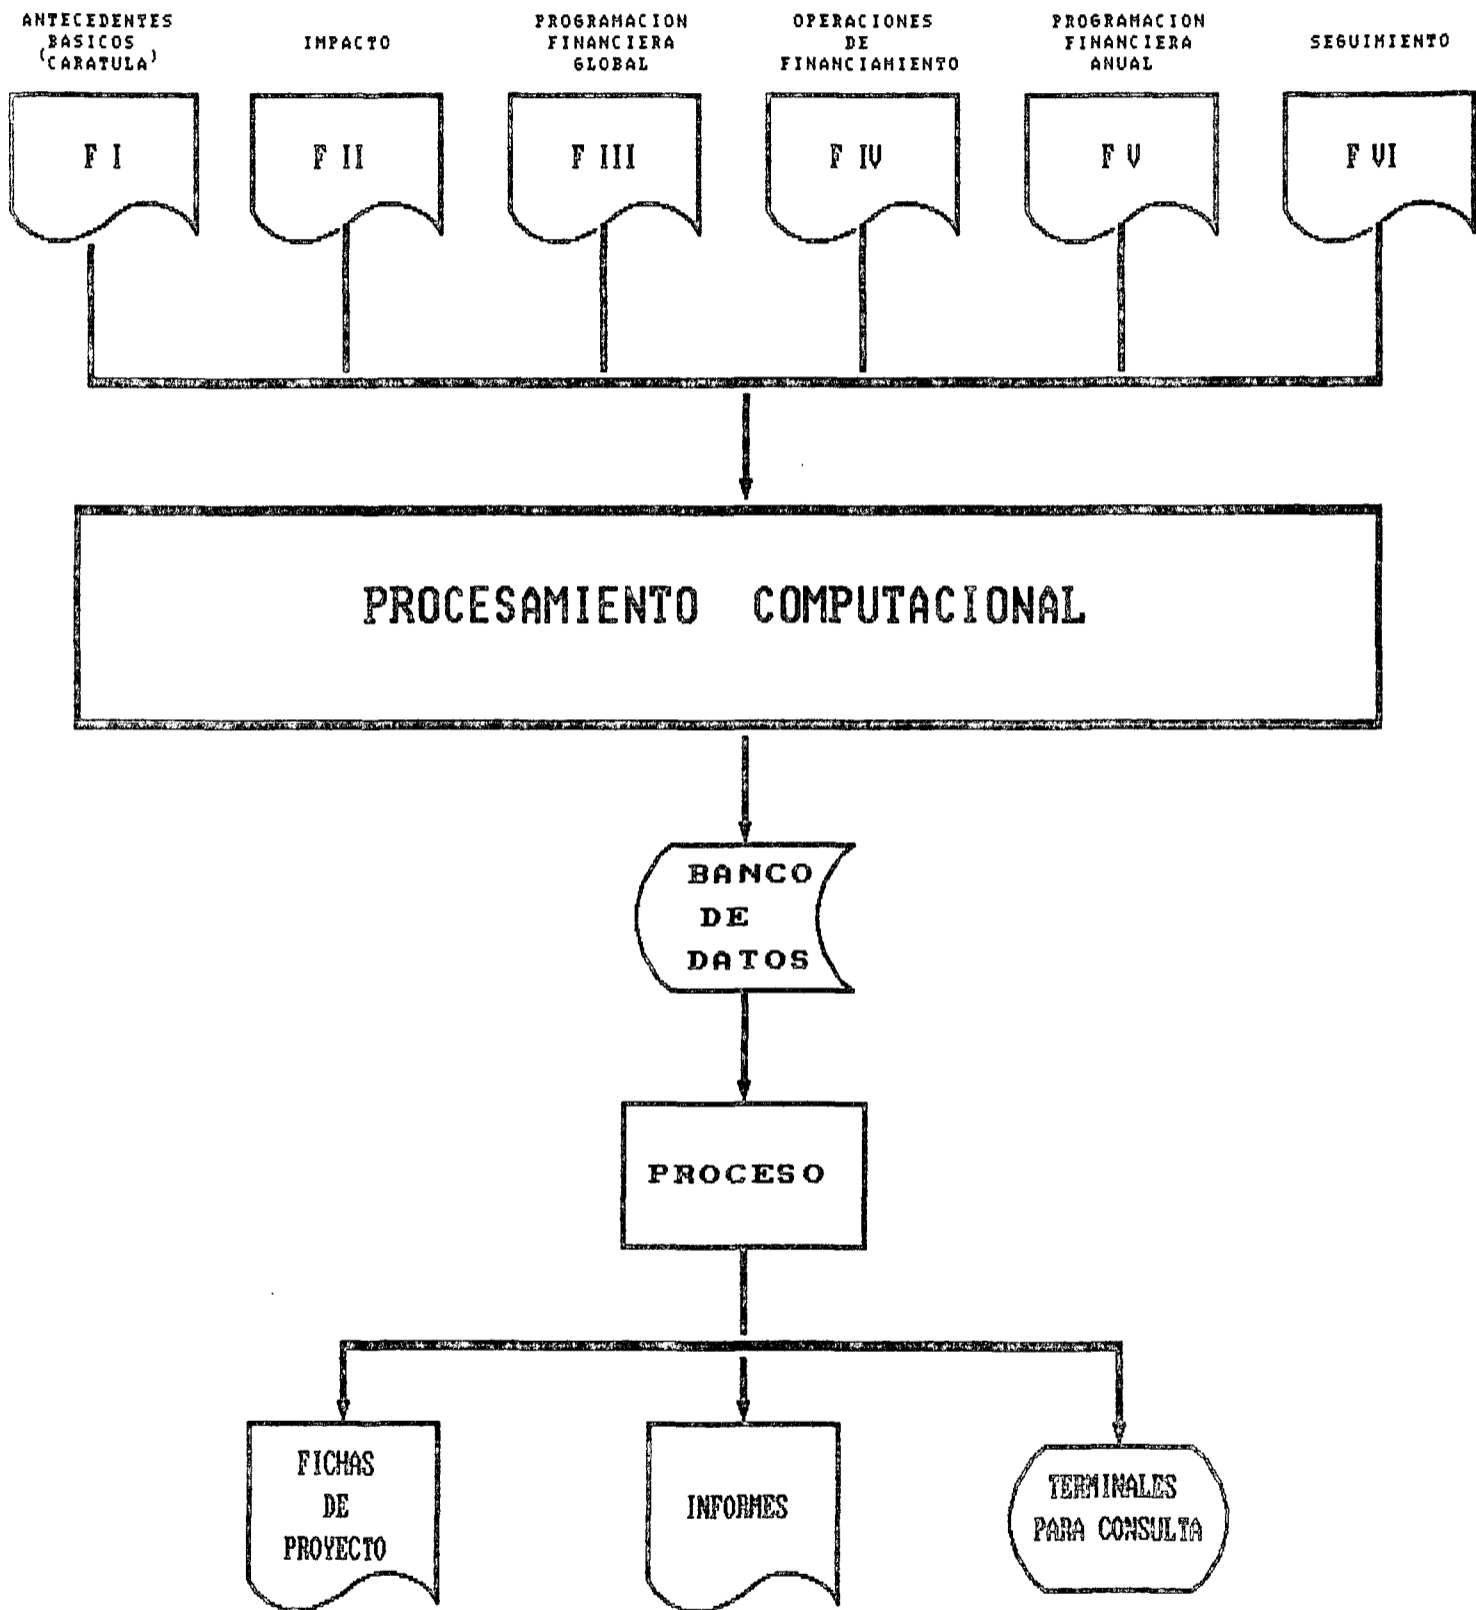 ANTECEDENTES
BASICOS
(CARATULA)
IMPACTO
PROGRAMACION
FINANCIERA
GLOBAL
OPERACIONES
DE
FINANCIAMIENTO
PROGRAMACION
FINANCIERA
ANUAL
SEGUIMIENTO
F I
F II
F III
F IV
F V
F VI
PROCESAMIENTO COMPUTACIONAL
BANCO
DE
DATOS
PROCESO
FICHAS
DE
PROYECTO
INFORMES
TERMINALES
PARA CONSULTA